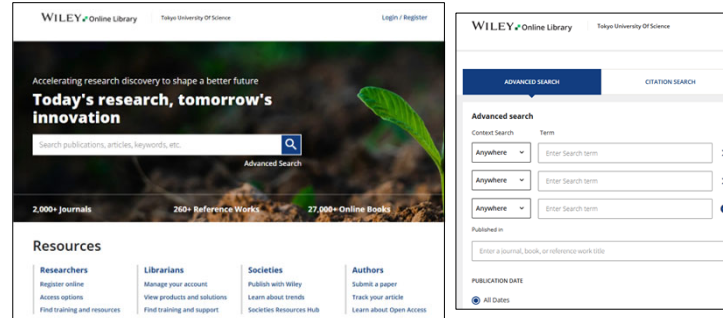 WILEY Online Library Tokyo University Of Science Login / Register
Accelerating research discovery to shape a better future
Today's research, tomorrow's
innovation
Search publications, articles, keywords, etc.
Advanced Search
2,000+ Journals 260+ Reference Works 27,000+ Online Books
Resources
Researchers Librarians Societies Authors
Register online Manage your account Publish with Wiley Submit a paper
Access options View products and solutions Learn about trends Track your article
Find training and resources Find training and support Societies Resources Hub Learn about Open Access
WILEY Online Library Tokyo University Of Science
ADVANCED SEARCH CITATION SEARCH
Advanced search
Context Search Term
Anywhere Enter Search term
Anywhere Enter Search term
Anywhere Enter Search term
Published in
Enter a journal, book, or reference work title
PUBLICATION DATE
All Dates